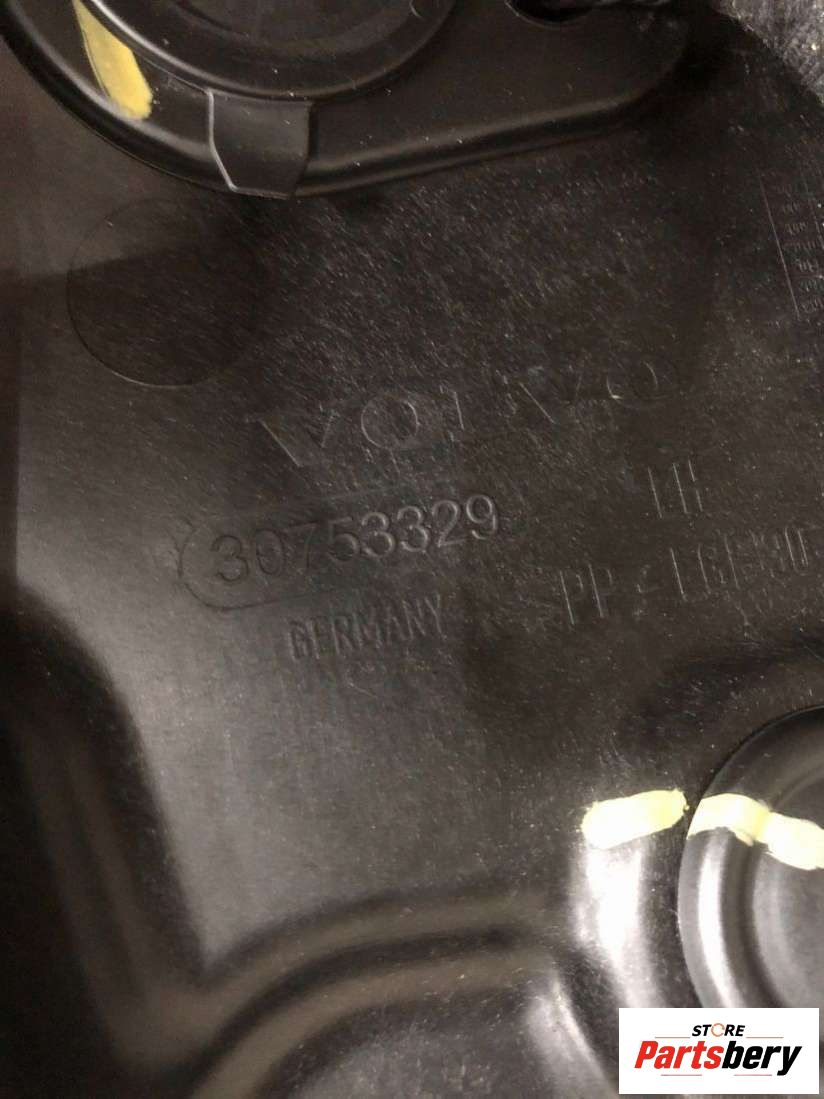 VOLVO
30753329
LH
GERMANY
STORE
Partsbery